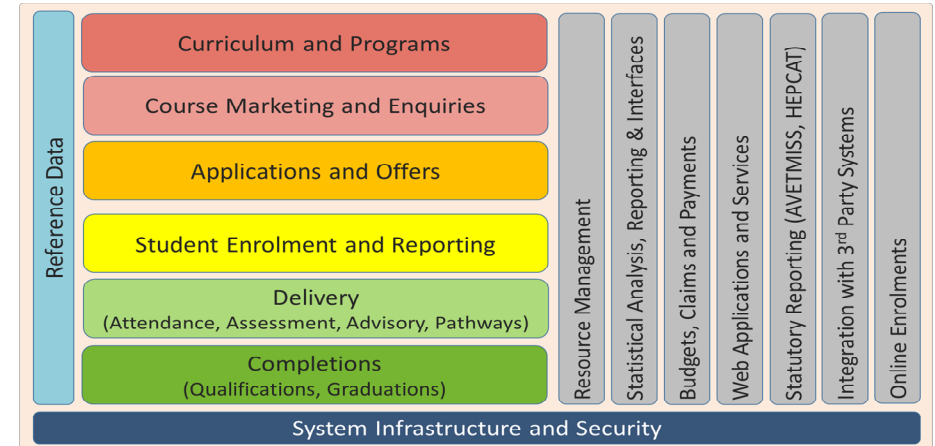 Reference Data
Curriculum and Programs
Course Marketing and Enquiries
Applications and Offers
Student Enrolment and Reporting
Delivery
(Attendance, Assessment, Advisory, Pathways)
Completions
(Qualifications, Graduations)
Resource Management
Statistical Analysis, Reporting & Interfaces
Budgets, Claims and Payments
Web Applications and Services
Statutory Reporting (AVETMISS, HEPCAT)
Integration with 3rd Party Systems
Online Enrolments
System Infrastructure and Security